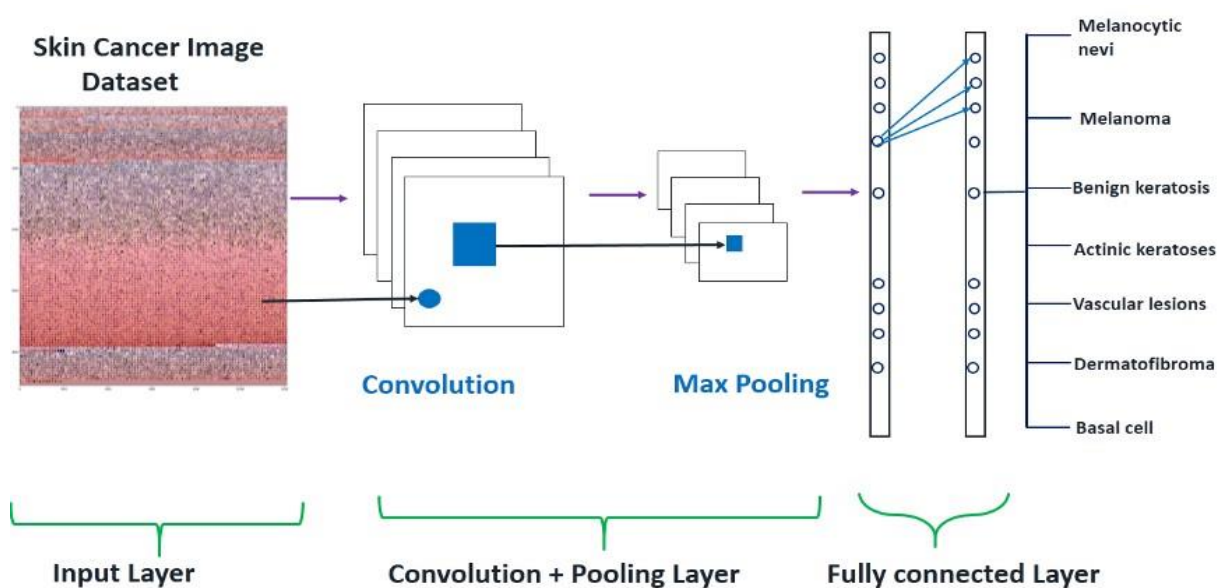 Skin Cancer Image
Dataset
Convolution
Max Pooling
Melanocytic
nevi
Melanoma
Benign keratosis
Actinic keratoses
Vascular lesions
Dermatofibroma
Basal cell
Input Layer
Convolution + Pooling Layer
Fully connected Layer